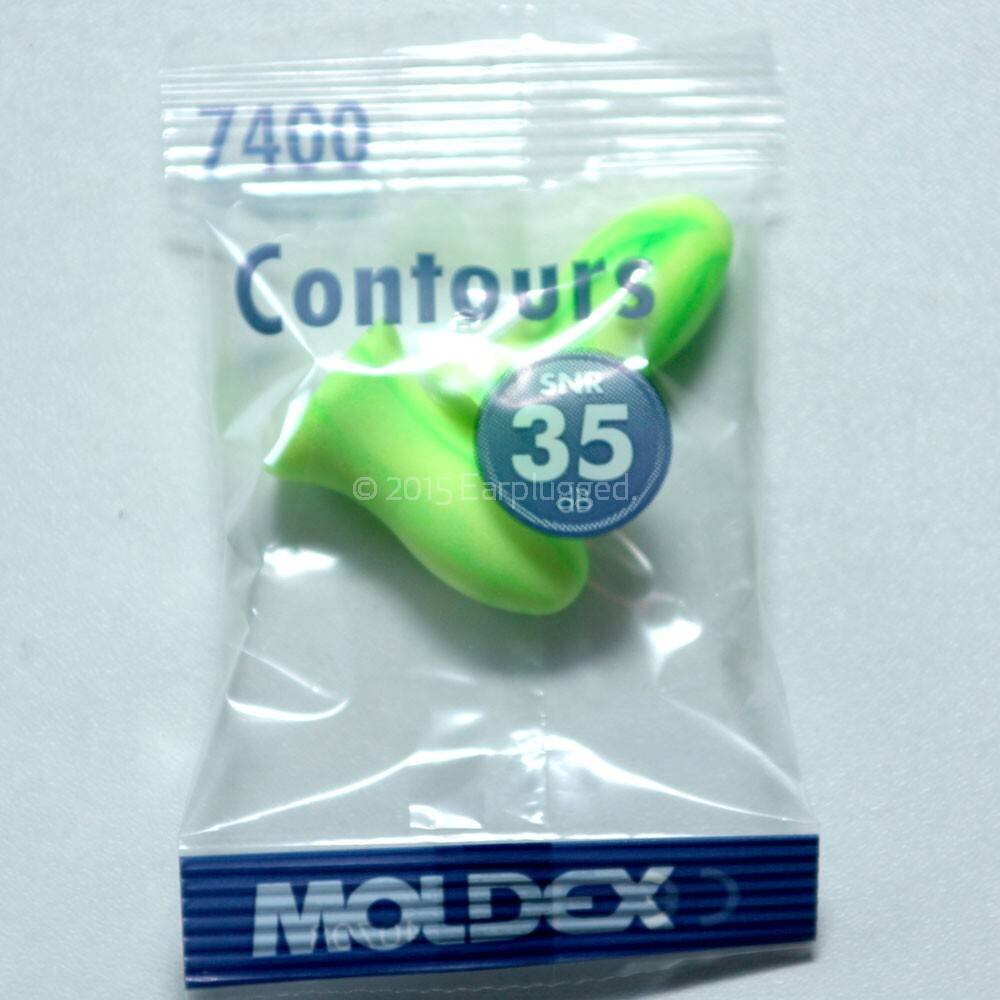 7400
Contours
SNR
35
dB
© 2015 Earplugged.
MOLDEX